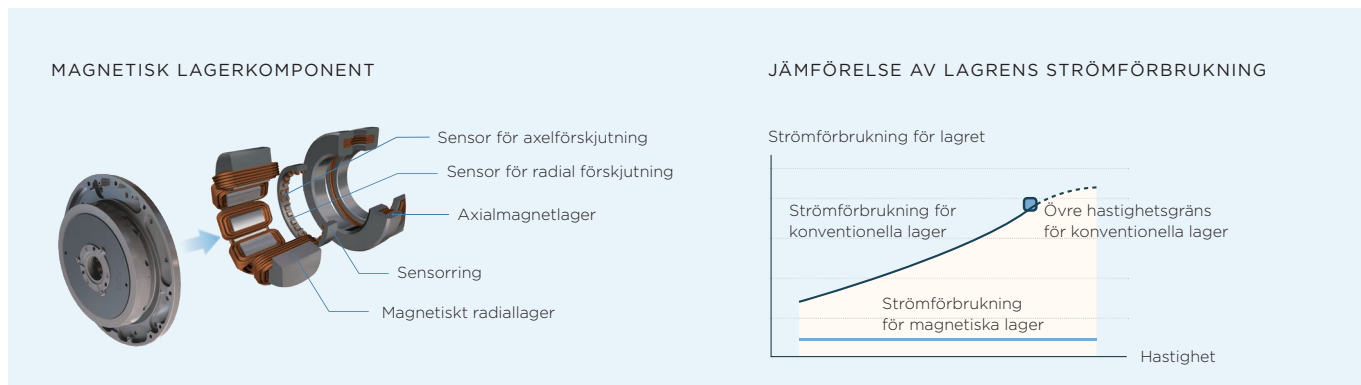 MAGNETISK LAGERKOMPONENT
Sensor för axelförskjutning
Sensor för radial förskjutning
Axialmagnetlager
Sensorring
Magnetiskt radiallager
JÄMFÖRELSE AV LAGRENS STRÖMFÖRBRUKNING
Strömförbrukning för lagret
Strömförbrukning för
konventionella lager
Övre hastighetsgräns
för konventionella lager
Strömförbrukning
för magnetiska lager
Hastighet